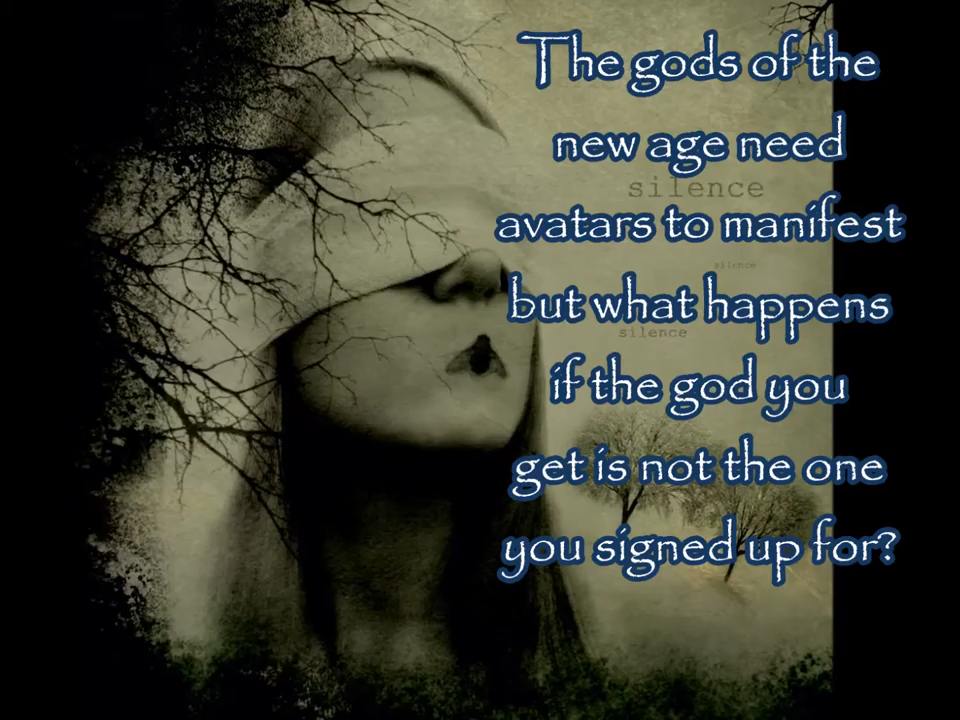 The gods of the
new age need
silence
avatars to manifest
silence
but what happens
silence
if the god you
get is not the one
you signed up for?